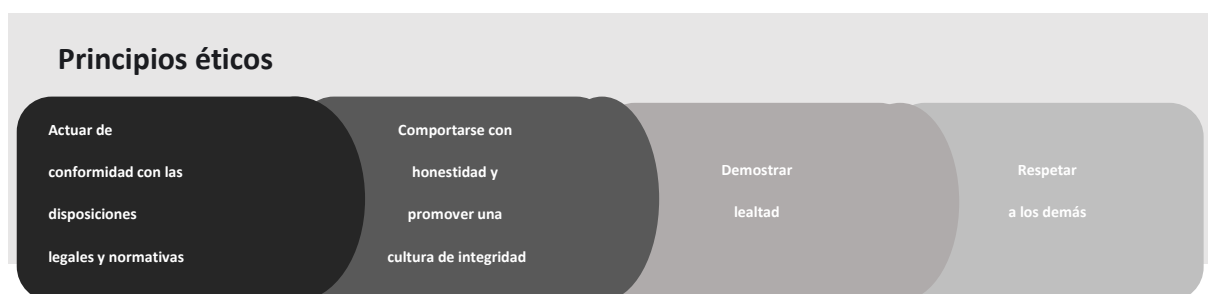 Principios éticos
Actuar de
conformidad con las
disposiciones
legales y normativas
Comportarse con
honestidad y
promover una
cultura de integridad
Demostrar
lealtad
Respetar
a los demás